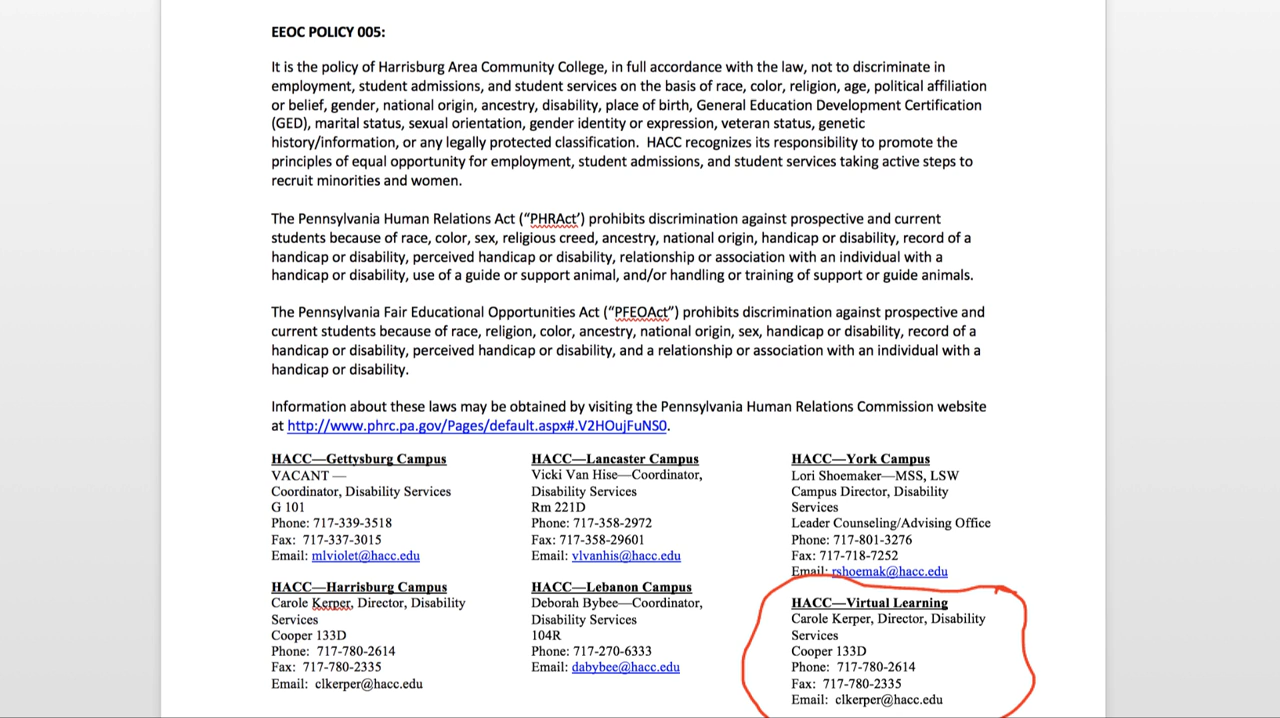 EEOC POLICY 005:
It is the policy of Harrisburg Area Community College, in full accordance with the law, not to discriminate in
employment, student admissions, and student services on the basis of race, color, religion, age, political affiliation
or belief, gender, national origin, ancestry, disability, place of birth, General Education Development Certification
(GED), marital status, sexual orientation, gender identity or expression, veteran status, genetic
history/information, or any legally protected classification.  HACC recognizes its responsibility to promote the
principles of equal opportunity for employment, student admissions, and student services taking active steps to
recruit minorities and women.
The Pennsylvania Human Relations Act (“PHRAct’) prohibits discrimination against prospective and current
students because of race, color, sex, religious creed, ancestry, national origin, handicap or disability, record of a
handicap or disability, perceived handicap or disability, relationship or association with an individual with a
handicap or disability, use of a guide or support animal, and/or handling or training of support or guide animals.
The Pennsylvania Fair Educational Opportunities Act (“PFEOAct”) prohibits discrimination against prospective and
current students because of race, religion, color, ancestry, national origin, sex, handicap or disability, record of a
handicap or disability, perceived handicap or disability, and a relationship or association with an individual with a
handicap or disability.
Information about these laws may be obtained by visiting the Pennsylvania Human Relations Commission website
at http://www.phrc.pa.gov/Pages/default.aspx#.V2HOujFuNS0.
HACC—Gettysburg Campus
VACANT —
Coordinator, Disability Services
G 101
Phone: 717-339-3518
Fax:  717-337-3015
Email: mlviolet@hacc.edu
HACC—Lancaster Campus
Vicki Van Hise—Coordinator,
Disability Services
Rm 221D
Phone: 717-358-2972
Fax: 717-358-29601
Email: vlvanhis@hacc.edu
HACC—York Campus
Lori Shoemaker—MSS, LSW
Campus Director, Disability
Services
Leader Counseling/Advising Office
Phone: 717-801-3276
Fax: 717-718-7252
Email: rshoemak@hacc.edu
HACC—Harrisburg Campus
Carole Kerper, Director, Disability
Services
Cooper 133D
Phone:  717-780-2614
Fax:  717-780-2335
Email:  clkerper@hacc.edu
HACC—Lebanon Campus
Deborah Bybee—Coordinator,
Disability Services
104R
Phone: 717-270-6333
Email: dabybee@hacc.edu
HACC—Virtual Learning
Carole Kerper, Director, Disability
Services
Cooper 133D
Phone:  717-780-2614
Fax:  717-780-2335
Email:  clkerper@hacc.edu